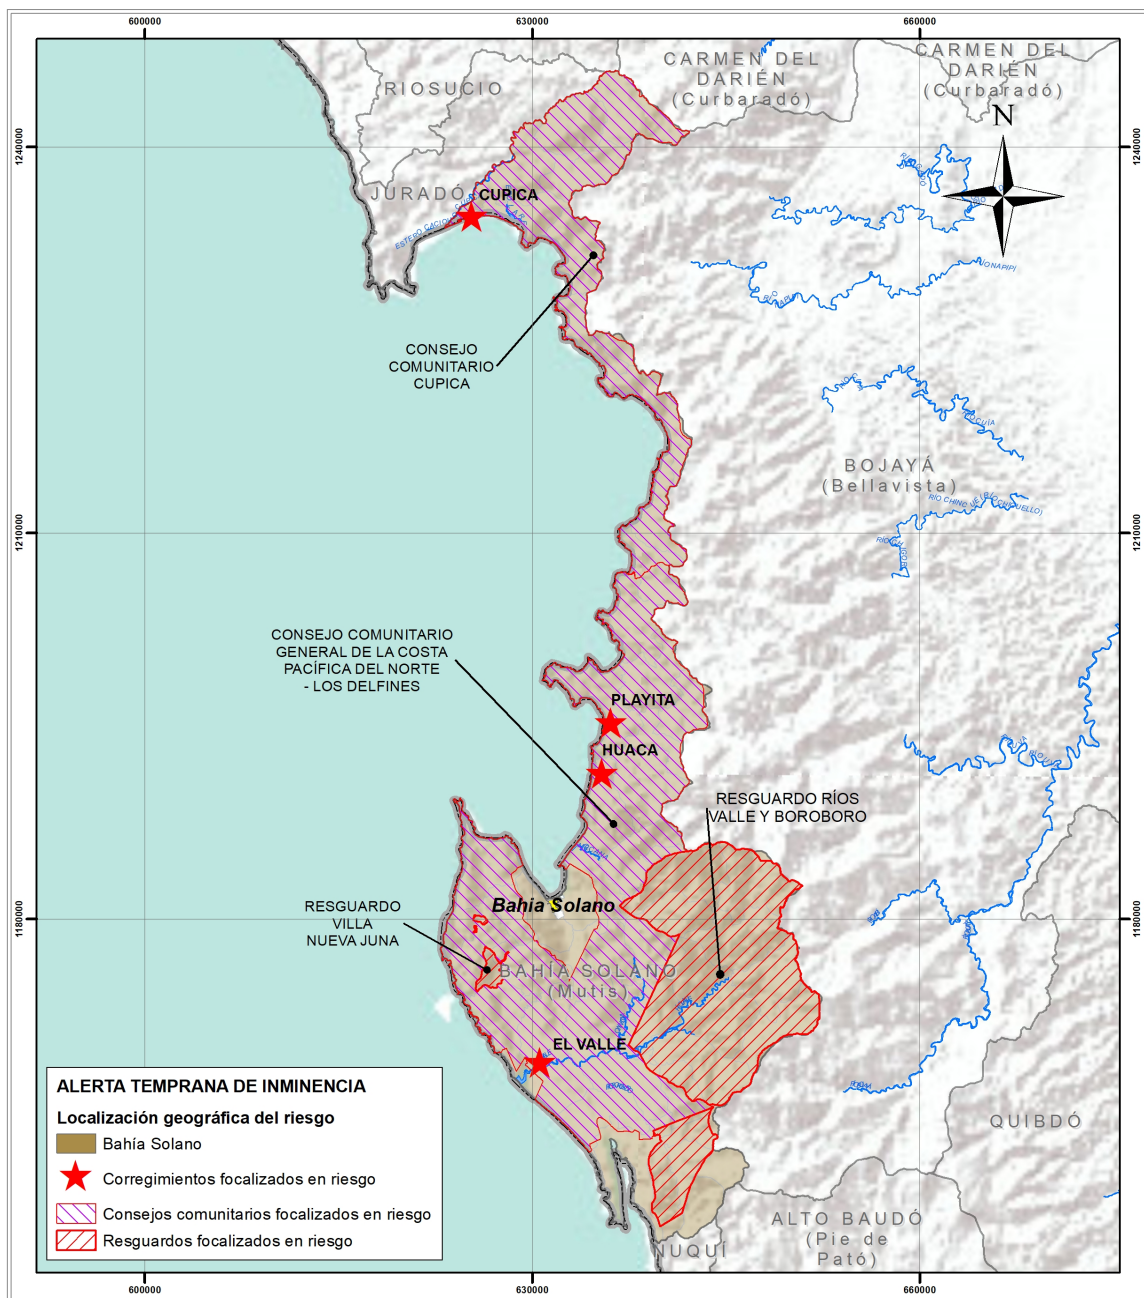 600000
630000
660000
CARMEN DEL
DARIÉN
(Curbaradó)
CARMEN DEL
DARIÉN
(Curbaradó)
RIOSUCIO
N
1240000
1240000
JURADÓ
CUPICA
CONSEJO
COMUNITARIO
CUPICA
BOJAYÁ
(Bellavista)
1210000
1210000
CONSEJO COMUNITARIO
GENERAL DE LA COSTA
PACÍFICA DEL NORTE
- LOS DELFINES
PLAYITA
HUACA
RESGUARDO RÍOS
VALLE Y BOROBORO
RESGUARDO
VILLA
NUEVA JUNA
Bahia Solano
1180000
1180000
BAHÍA SOLANO
(Mutis)
EL VALLE
ALERTA TEMPRANA DE INMINENCIA
Localización geográfica del riesgo
Bahía Solano
Corregimientos focalizados en riesgo
Consejos comunitarios focalizados en riesgo
Resguardos focalizados en riesgo
QUIBDÓ
ALTO BAUDÓ
(Pie de
Pató)
NUQUÍ
600000
630000
660000